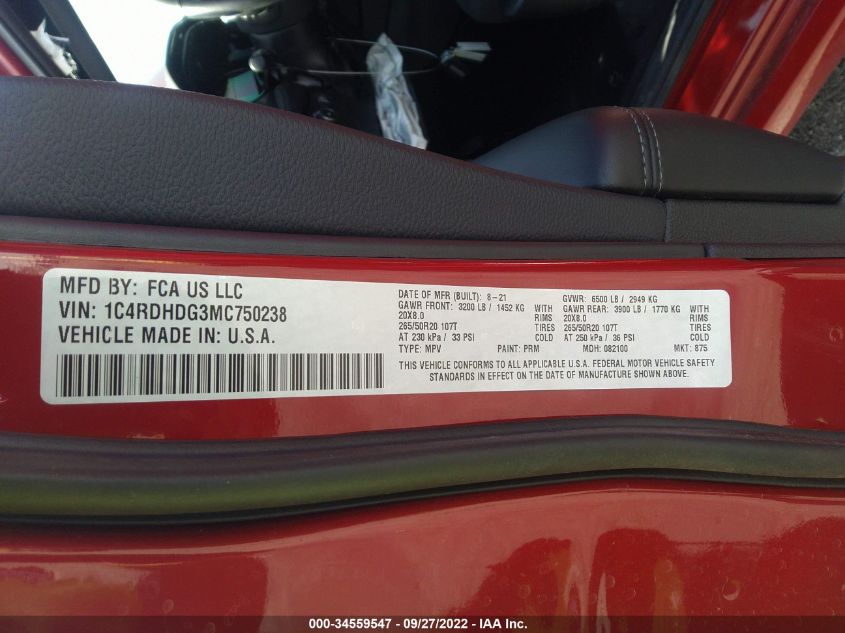 MFD BY: FCA US LLC
VIN: 1C4RDHDG3MC750238
VEHICLE MADE IN: U.S.A.
DATE OF MFR (BUILT): 8-21 GVWR: 6500 LB / 2949 KG
GAWR FRONT: 3200 LB / 1452 KG WITH GAWR REAR: 3900 LB / 1770 KG WITH
20X8.0 RIMS 20X8.0 RIMS
265/50R20 107T TIRES 265/50R20 107T TIRES
AT 230 kPa / 33 PSI COLD AT 250 kPa / 36 PSI COLD
TYPE: MPV PAINT: PRM MDH: 082100 MKT: 875
THIS VEHICLE CONFORMS TO ALL APPLICABLE U.S.A. FEDERAL MOTOR VEHICLE SAFETY
STANDARDS IN EFFECT ON THE DATE OF MANUFACTURE SHOWN ABOVE.
000-34559547 - 09/27/2022 - IAA Inc.